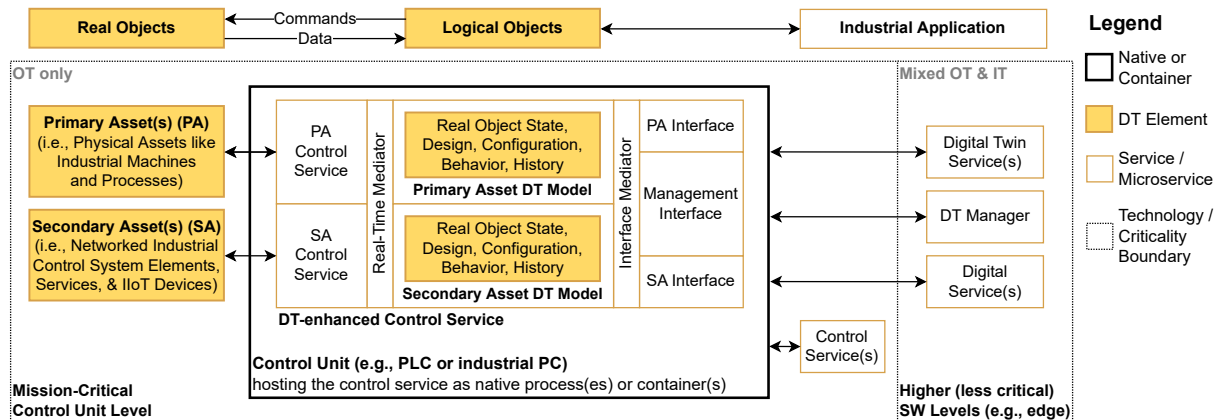 Real Objects
Commands
Data
Logical Objects
Industrial Application
Legend
Native or
Container
DT Element
Service /
Microservice
Technology /
Criticality
Boundary
OT only
Mixed OT & IT
Primary Asset(s) (PA)
(i.e., Physical Assets like
Industrial Machines
and Processes)
Secondary Asset(s) (SA)
(i.e., Networked Industrial
Control System Elements,
Services, & IIoT Devices)
PA
Control
Service
SA
Control
Service
Real-Time Mediator
Real Object State,
Design, Configuration,
Behavior, History
Primary Asset DT Model
Real Object State,
Design, Configuration,
Behavior, History
Secondary Asset DT Model
Interface Mediator
PA Interface
Management
Interface
SA Interface
DT-enhanced Control Service
Control Unit (e.g., PLC or industrial PC)
hosting the control service as native process(es) or container(s)
Digital Twin
Service(s)
DT Manager
Digital
Service(s)
Control
Service(s)
Mission-Critical
Control Unit Level
Higher (less critical)
SW Levels (e.g., edge)